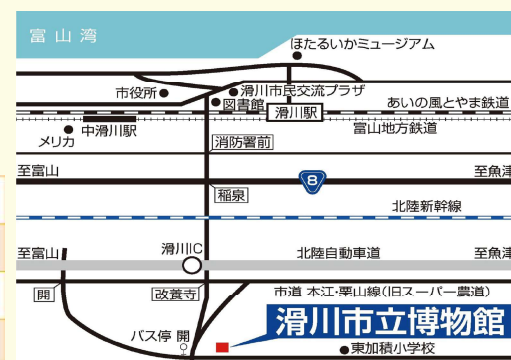 富山湾
ほたるいかミュージアム
市役所
滑川市民交流プラザ
図書館
滑川駅
あいの風とやま鉄道
中滑川駅
富山地方鉄道
メリカ
消防署前
至富山
8
至魚津
稲泉
北陸新幹線
滑川IC
至富山
北陸自動車道
至魚津
開
改養寺
市道 本江・栗山線(旧スーパー農道)
滑川市立博物館
バス停 開
東加積小学校